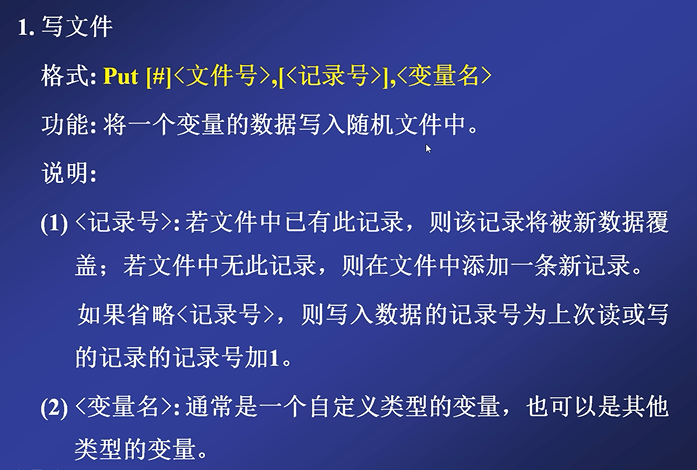 1. 写文件
格式: Put [#]<文件号>,[<记录号>],<变量名>
功能: 将一个变量的数据写入随机文件中。
说明:
(1) <记录号>: 若文件中已有此记录，则该记录将被新数据覆
盖；若文件中无此记录，则在文件中添加一条新记录。
如果省略<记录号>，则写入数据的记录号为上次读或写
的记录的记录号加1。
(2) <变量名>: 通常是一个自定义类型的变量，也可以是其他
类型的变量。